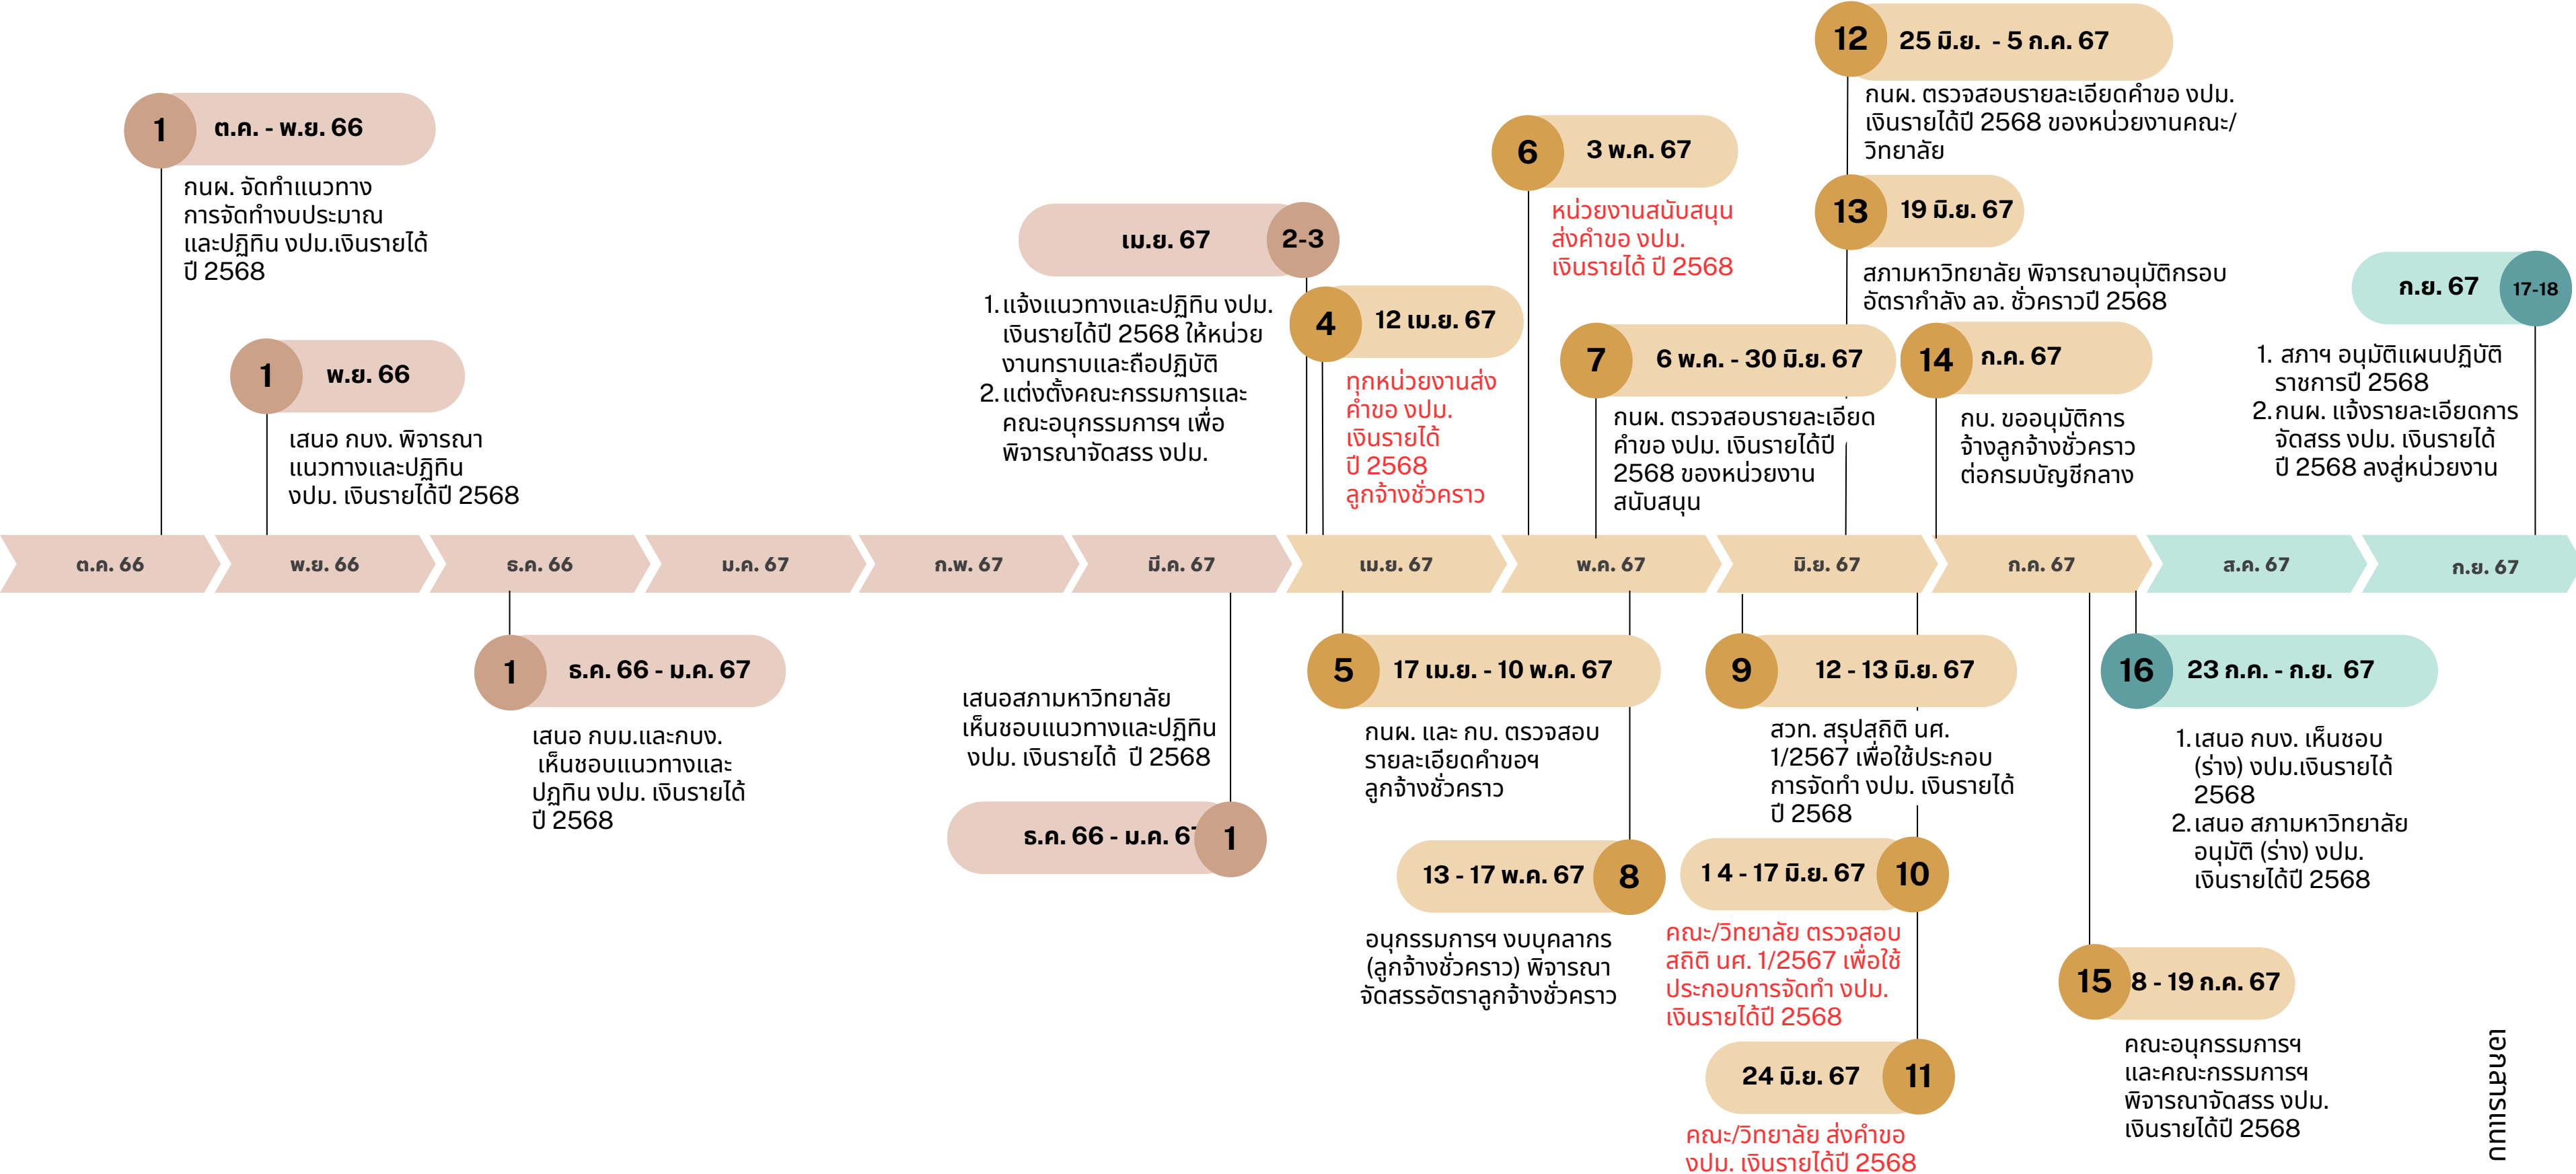 1
ต.ค. - พ.ย. 66
กนผ. จัดทำแนวทาง
การจัดทำงบประมาณ
และปฏิทิน งปม.เงินรายได้
ปี 2568
1
พ.ย. 66
เสนอ กบง. พิจารณา
แนวทางและปฏิทิน
งปม. เงินรายได้ปี 2568
เม.ย. 67
2-3
1. แจ้งแนวทางและปฏิทิน งปม.
เงินรายได้ปี 2568 ให้หน่วย
งานทราบและถือปฏิบัติ
2. แต่งตั้งคณะกรรมการและ
คณะอนุกรรมการฯ เพื่อ
พิจารณาจัดสรร งปม.
4
12 เม.ย. 67
ทุกหน่วยงานส่ง
คำขอ งปม.
เงินรายได้
ปี 2568
ลูกจ้างชั่วคราว
6
3 พ.ค. 67
หน่วยงานสนับสนุน
ส่งคำขอ งปม.
เงินรายได้ ปี 2568
7
6 พ.ค. - 30 มิ.ย. 67
กนผ. ตรวจสอบรายละเอียด
คำขอ งปม. เงินรายได้ปี
2568 ของหน่วยงาน
สนับสนุน
12
25 มิ.ย. - 5 ก.ค. 67
กนผ. ตรวจสอบรายละเอียดคำขอ งปม.
เงินรายได้ปี 2568 ของหน่วยงานคณะ/
วิทยาลัย
13
19 มิ.ย. 67
สภามหาวิทยาลัย พิจารณาอนุมัติกรอบ
อัตรากำลัง ลจ. ชั่วคราวปี 2568
14
ก.ค. 67
กบ. ขออนุมัติการ
จ้างลูกจ้างชั่วคราว
ต่อกรมบัญชีกลาง
ก.ย. 67
17-18
1. สภาฯ อนุมัติแผนปฏิบัติ
ราชการปี 2568
2. กนผ. แจ้งรายละเอียดการ
จัดสรร งปม. เงินรายได้
ปี 2568 ลงสู่หน่วยงาน
ต.ค. 66
พ.ย. 66
ธ.ค. 66
ม.ค. 67
ก.พ. 67
มี.ค. 67
เม.ย. 67
พ.ค. 67
มิ.ย. 67
ก.ค. 67
ส.ค. 67
ก.ย. 67
1
ธ.ค. 66 - ม.ค. 67
เสนอ กบม.และกบง.
เห็นชอบแนวทางและ
ปฏทิน งปม. เงินรายได้
ปี 2568
เสนอสภามหาวิทยาลัย
เห็นชอบแนวทางและปฏิทิน
งปม. เงินรายได้ ปี 2568
ธ.ค. 66 - ม.ค. 67
1
5
17 เม.ย. - 10 พ.ค. 67
กนผ. และ กบ. ตรวจสอบ
รายละเอียดคำขอฯ
ลูกจ้างชั่วคราว
13 - 17 พ.ค. 67
8
อนุกรรมการฯ งบบุคลากร
(ลูกจ้างชั่วคราว) พิจารณา
จัดสรรอัตราลูกจ้างชั่วคราว
9
12 - 13 มิ.ย. 67
สวท. สรุปสถิติ นศ.
1/2567 เพื่อใช้ประกอบ
การจัดทำ งปม. เงินรายได้
ปี 2568
1 4 - 17 มิ.ย. 67
10
คณะ/วิทยาลัย ตรวจสอบ
สถิติ นศ. 1/2567 เพื่อใช้
ประกอบการจัดทำ งปม.
เงินรายได้ปี 2568
24 มิ.ย. 67
11
คณะ/วิทยาลัย ส่งคำขอ
งปม. เงินรายได้ปี 2568
16
23 ก.ค. - ก.ย. 67
1. เสนอ กบง. เห็นชอบ
(ร่าง) งปม.เงินรายได้
2568
2. เสนอ สภามหาวิทยาลัย
อนุมัติ (ร่าง) งปม.
เงินรายได้ปี 2568
15
8 - 19 ก.ค. 67
คณะอนุกรรมการฯ
และคณะกรรมการฯ
พิจารณาจัดสรร งปม.
เงินรายได้ปี 2568
เอกสารแนบ